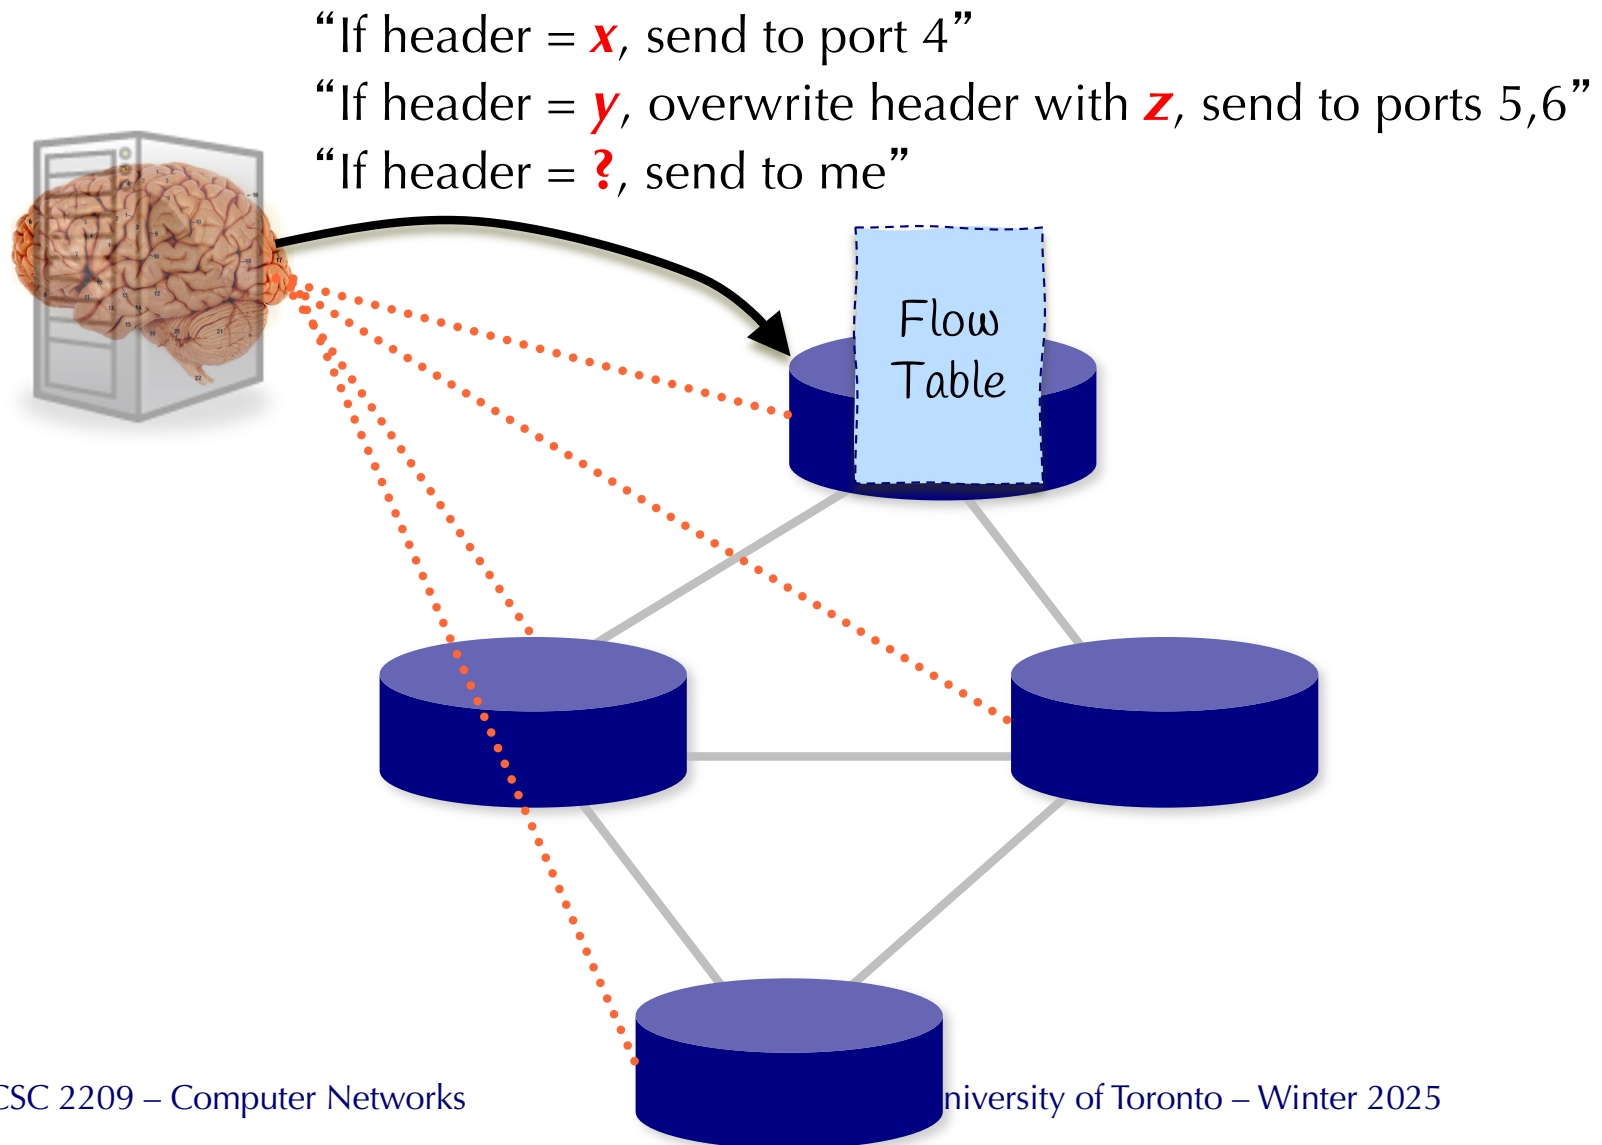 “If header = x, send to port 4”
“If header = y, overwrite header with z, send to ports 5,6”
“If header = ?, send to me”
Flow
Table
CSC 2209 – Computer Networks
niversity of Toronto – Winter 2025